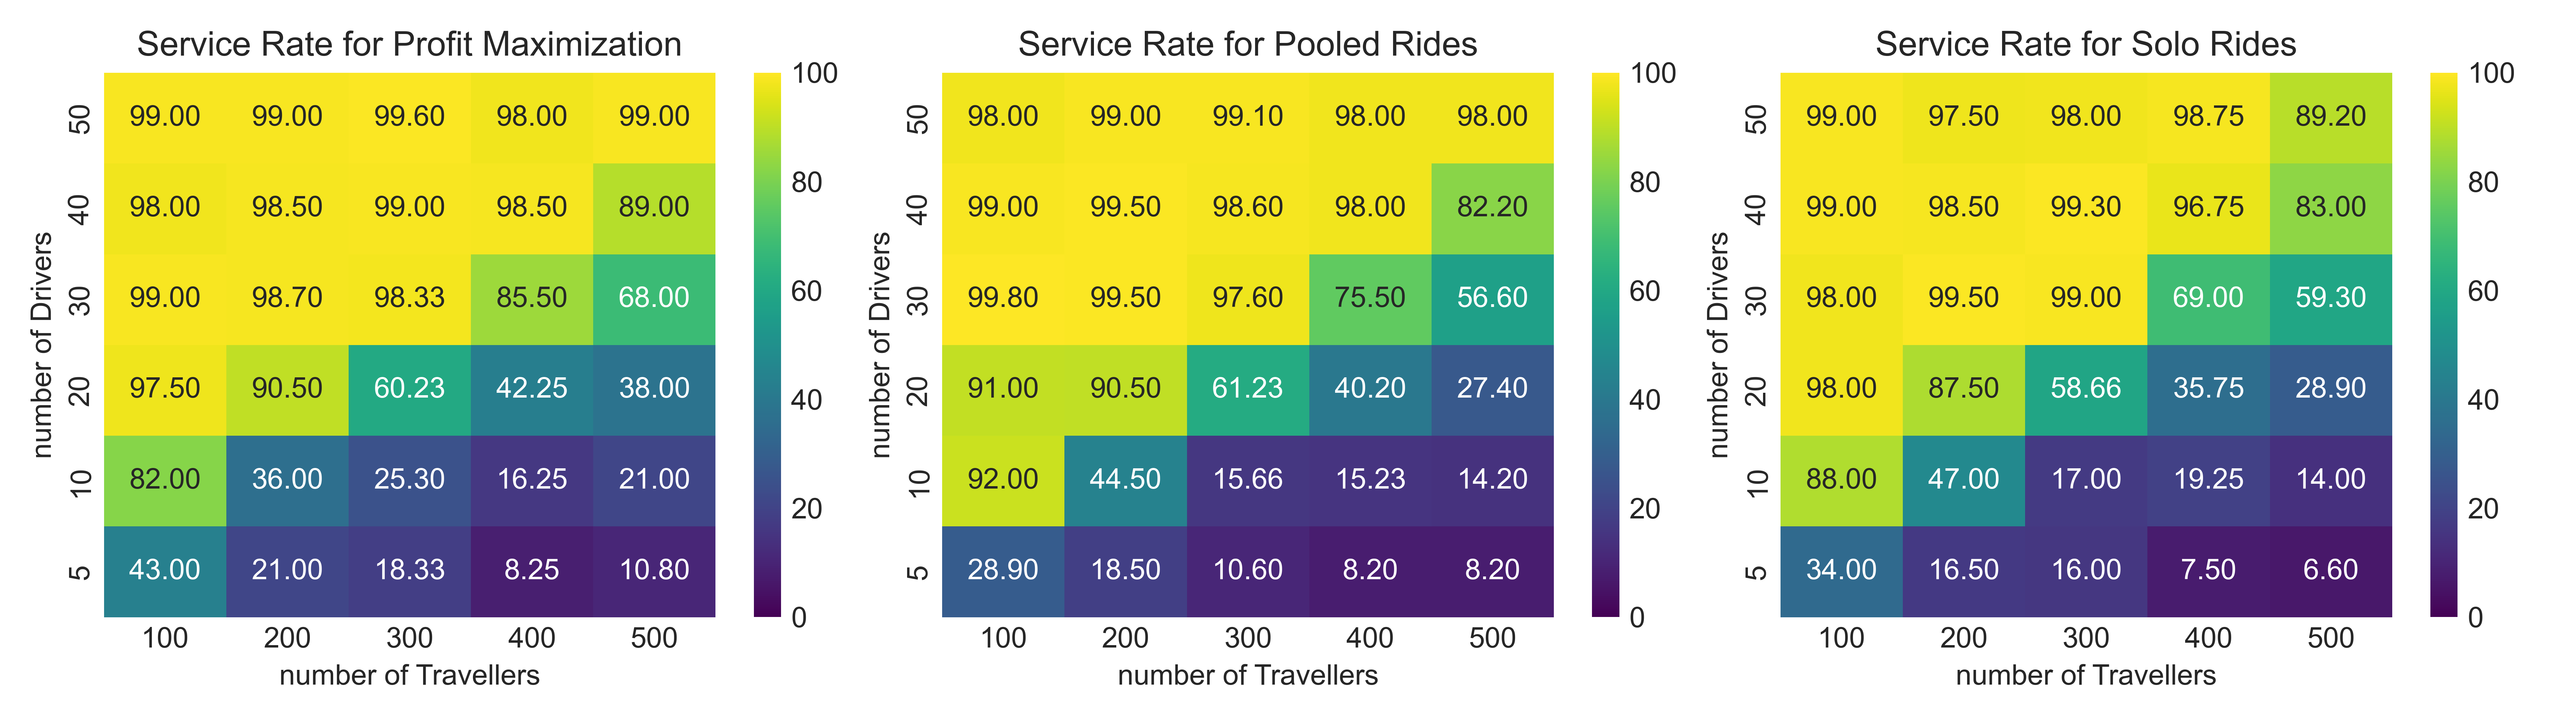 Service Rate for Profit Maximization
number of Drivers
50 99.00 99.00 99.60 98.00 99.00
40 98.00 98.50 99.00 98.50 89.00
30 99.00 98.70 98.33 85.50 68.00
20 97.50 90.50 60.23 42.25 38.00
10 82.00 36.00 25.30 16.25 21.00
5 43.00 21.00 18.33 8.25 10.80
100 200 300 400 500
number of Travellers
100
80
60
40
20
0
Service Rate for Pooled Rides
number of Drivers
50 98.00 99.00 99.10 98.00 98.00
40 99.00 99.50 98.60 98.00 82.20
30 99.80 99.50 97.60 75.50 56.60
20 91.00 90.50 61.23 40.20 27.40
10 92.00 44.50 15.66 15.23 14.20
5 28.90 18.50 10.60 8.20 8.20
100 200 300 400 500
number of Travellers
100
80
60
40
20
0
Service Rate for Solo Rides
number of Drivers
50 99.00 97.50 98.00 98.75 89.20
40 99.00 98.50 99.30 96.75 83.00
30 98.00 99.50 99.00 69.00 59.30
20 98.00 87.50 58.66 35.75 28.90
10 88.00 47.00 17.00 19.25 14.00
5 34.00 16.50 16.00 7.50 6.60
100 200 300 400 500
number of Travellers
100
80
60
40
20
0